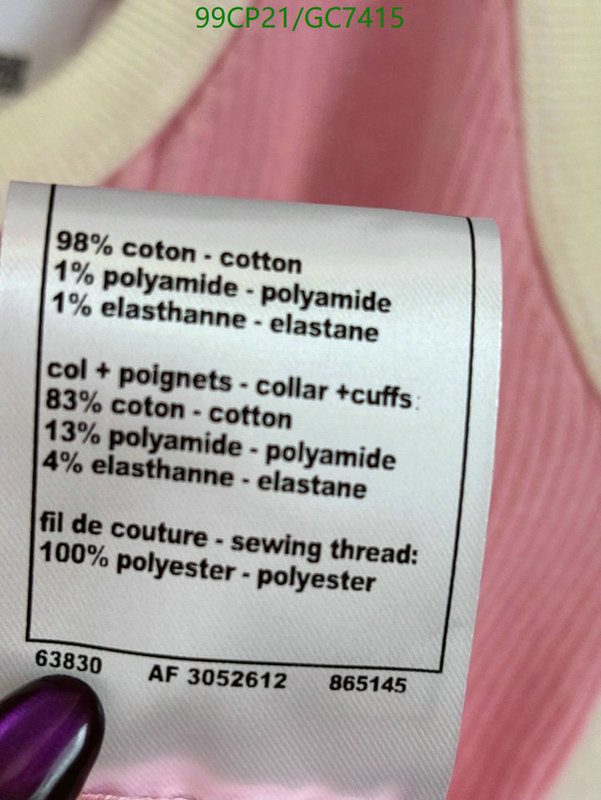 99CP21/GC7415
98% coton - cotton
1% polyamide - polyamide
1% elasthanne - elastane
col + poignets - collar +cuffs:
83% coton - cotton
13% polyamide - polyamide
4% elasthanne - elastane
fil de couture - sewing thread:
100% polyester - polyester
63830 AF 3052612 865145